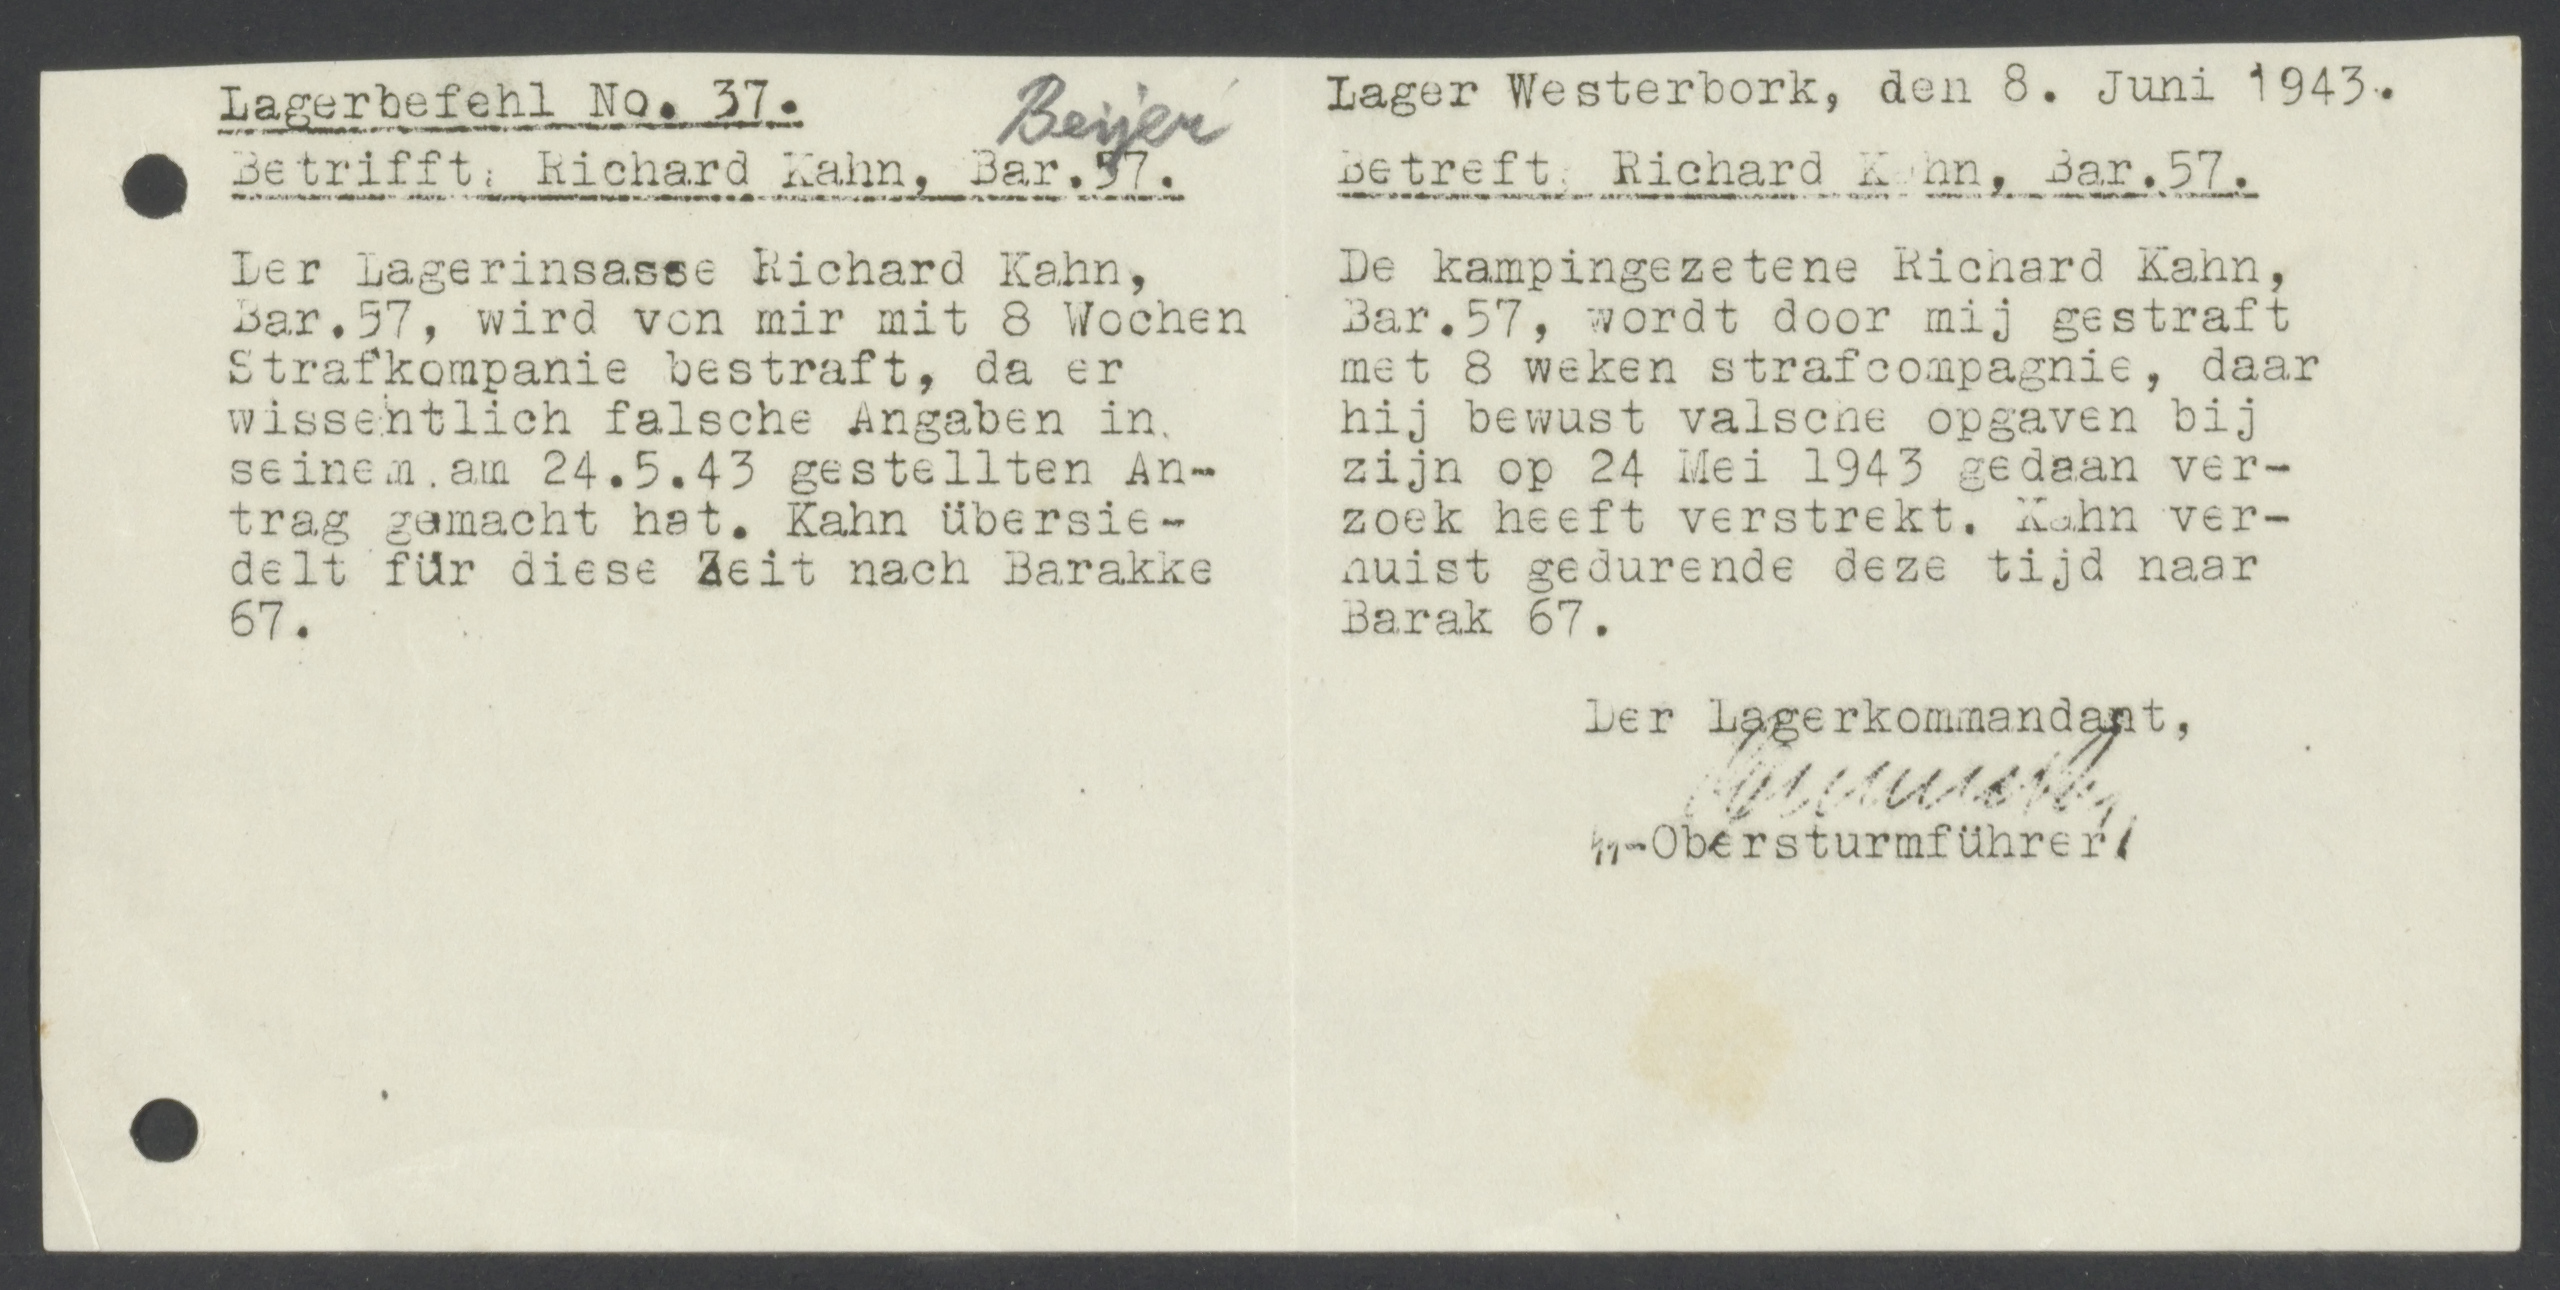 Lagerbefehl No. 37.
Beijer
Betrifft: Richard Kahn, Bar.57.
Der Lagerinsasse Richard Kahn,
Bar.57, wird von mir mit 8 Wochen
Strafkompanie bestraft, da er
wissentlich falsche Angaben in
seinem am 24.5.43 gestellten An-
trag gemacht hat. Kahn übersie-
delt für diese Zeit nach Barakke
67.
Lager Westerbork, den 8. Juni 1943.
Betreft: Richard Kahn, Bar.57.
De kampingezetene Richard Kahn,
Bar.57, wordt door mij gestraft
met 8 weken strafcompagnie, daar
hij bewust valsche opgaven bij
zijn op 24 Mei 1943 gedaan ver-
zoek heeft verstrekt. Kahn ver-
huist gedurende deze tijd naar
Barak 67.
Der Lagerkommandant,
SS-Obersturmführer